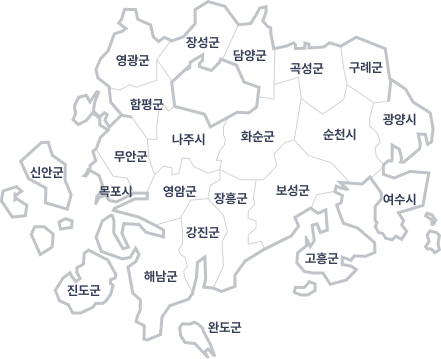 장성군
담양군
영광군
곡성군
구례군
함평군
광양시
나주시
화순군
순천시
무안군
신안군
목포시
영암군
장흥군
보성군
여수시
강진군
고흥군
해남군
진도군
완도군